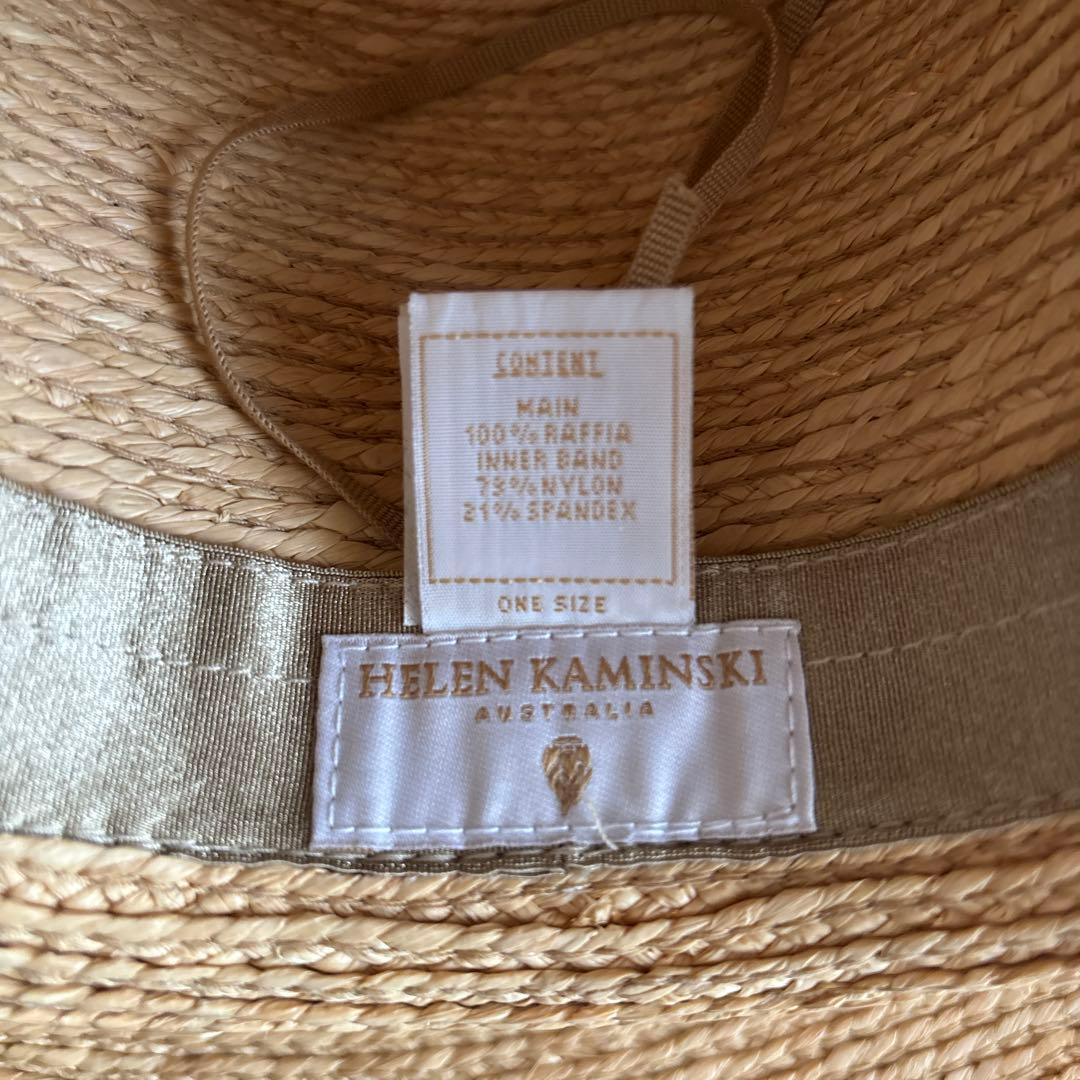 CONTENT
MAIN
100% RAFFIA
INNER BAND
79% NYLON
21% SPANDEX
ONE SIZE
HELEN KAMINSKI
AUSTRALIA